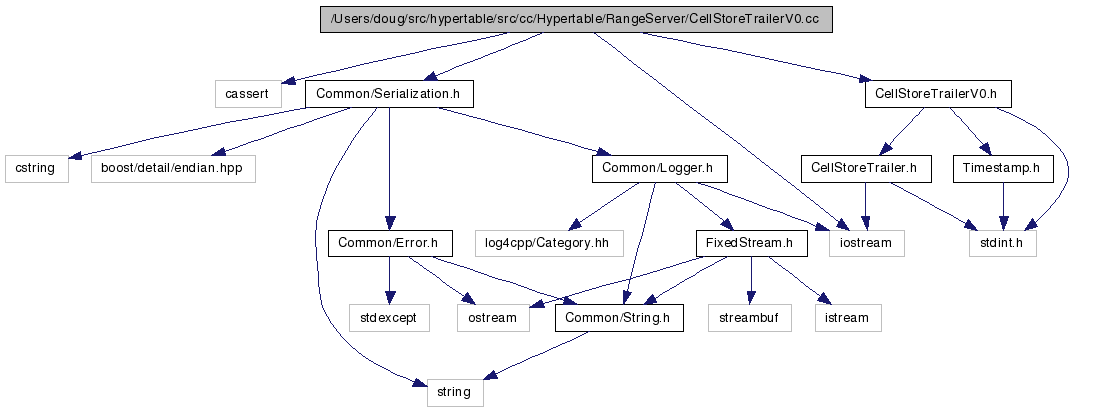 /Users/doug/src/hypertable/src/cc/Hypertable/RangeServer/CellStoreTrailerV0.cc
cassert
Common/Serialization.h
CellStoreTrailerV0.h
cstring
boost/detail/endian.hpp
Common/Logger.h
CellStoreTrailer.h
Timestamp.h
Common/Error.h
log4cpp/Category.hh
FixedStream.h
iostream
stdint.h
stdexcept
ostream
Common/String.h
streambuf
istream
string